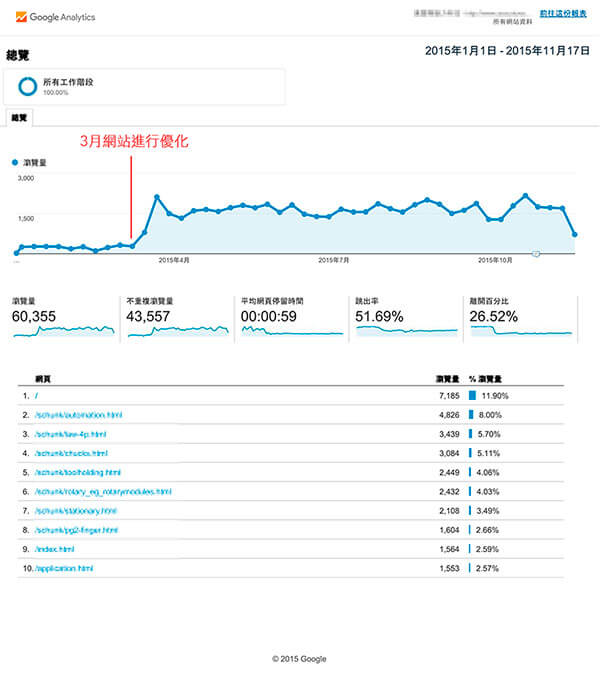 Google Analytics
前往這份報表
所有網站資料
總覽
2015年1月1日 - 2015年11月17日
所有工作階段
100.00%
總覽
3月網站進行優化
瀏覽量
3,000
1,500
...
2015年4月
2015年7月
2015年10月
瀏覽量
60,355
不重複瀏覽量
43,557
平均網頁停留時間
00:00:59
跳出率
51.69%
離開百分比
26.52%
網頁 瀏覽量 % 瀏覽量
1. / 7,185 11.90%
2. /schunk/automation.html 4,826 8.00%
3. /schunk/taw-4p.html 3,439 5.70%
4. /schunk/chucks.html 3,084 5.11%
5. /schunk/toolholding.html 2,449 4.06%
6. /schunk/rotary_eg_rotarymodules.html 2,432 4.03%
7. /schunk/stationary.html 2,108 3.49%
8. /schunk/pg2-finger.html 1,604 2.66%
9. /index.html 1,564 2.59%
10. /application.html 1,553 2.57%
© 2015 Google